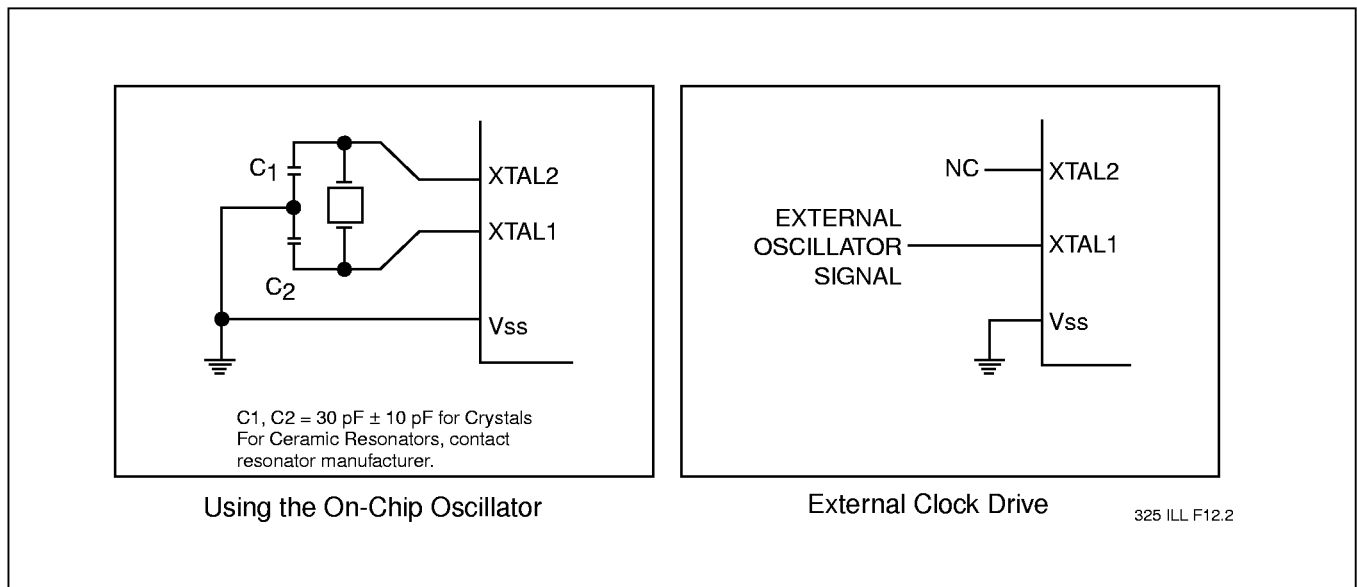 C1
XTAL2
XTAL1
C2
Vss
C1, C2 = 30 pF ± 10 pF for Crystals
For Ceramic Resonators, contact
resonator manufacturer.
Using the On-Chip Oscillator
NC
XTAL2
EXTERNAL
OSCILLATOR
SIGNAL
XTAL1
Vss
External Clock Drive
325 ILL F12.2